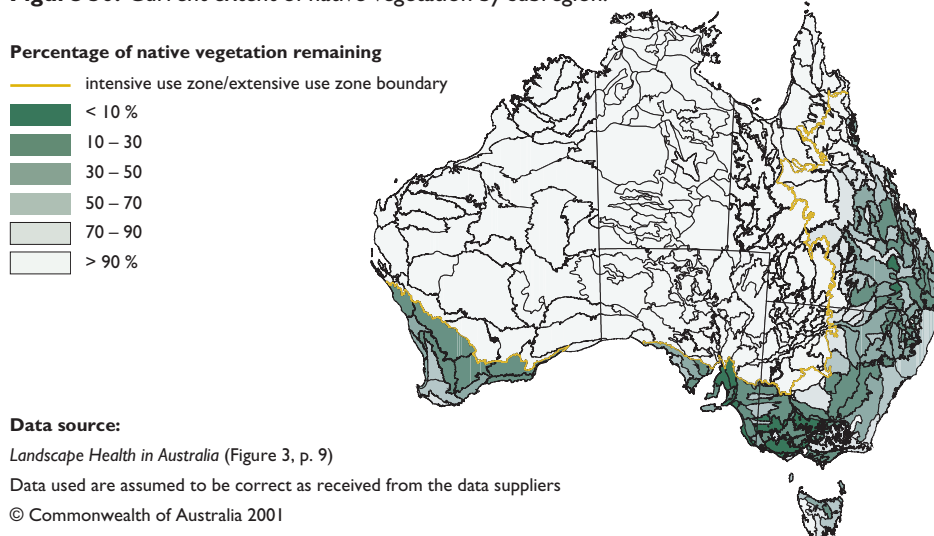 Percentage of native vegetation remaining
intensive use zone/extensive use zone boundary
< 10 %
10 – 30
30 – 50
50 – 70
70 – 90
> 90 %
Data source:
Landscape Health in Australia (Figure 3, p. 9)
Data used are assumed to be correct as received from the data suppliers
© Commonwealth of Australia 2001